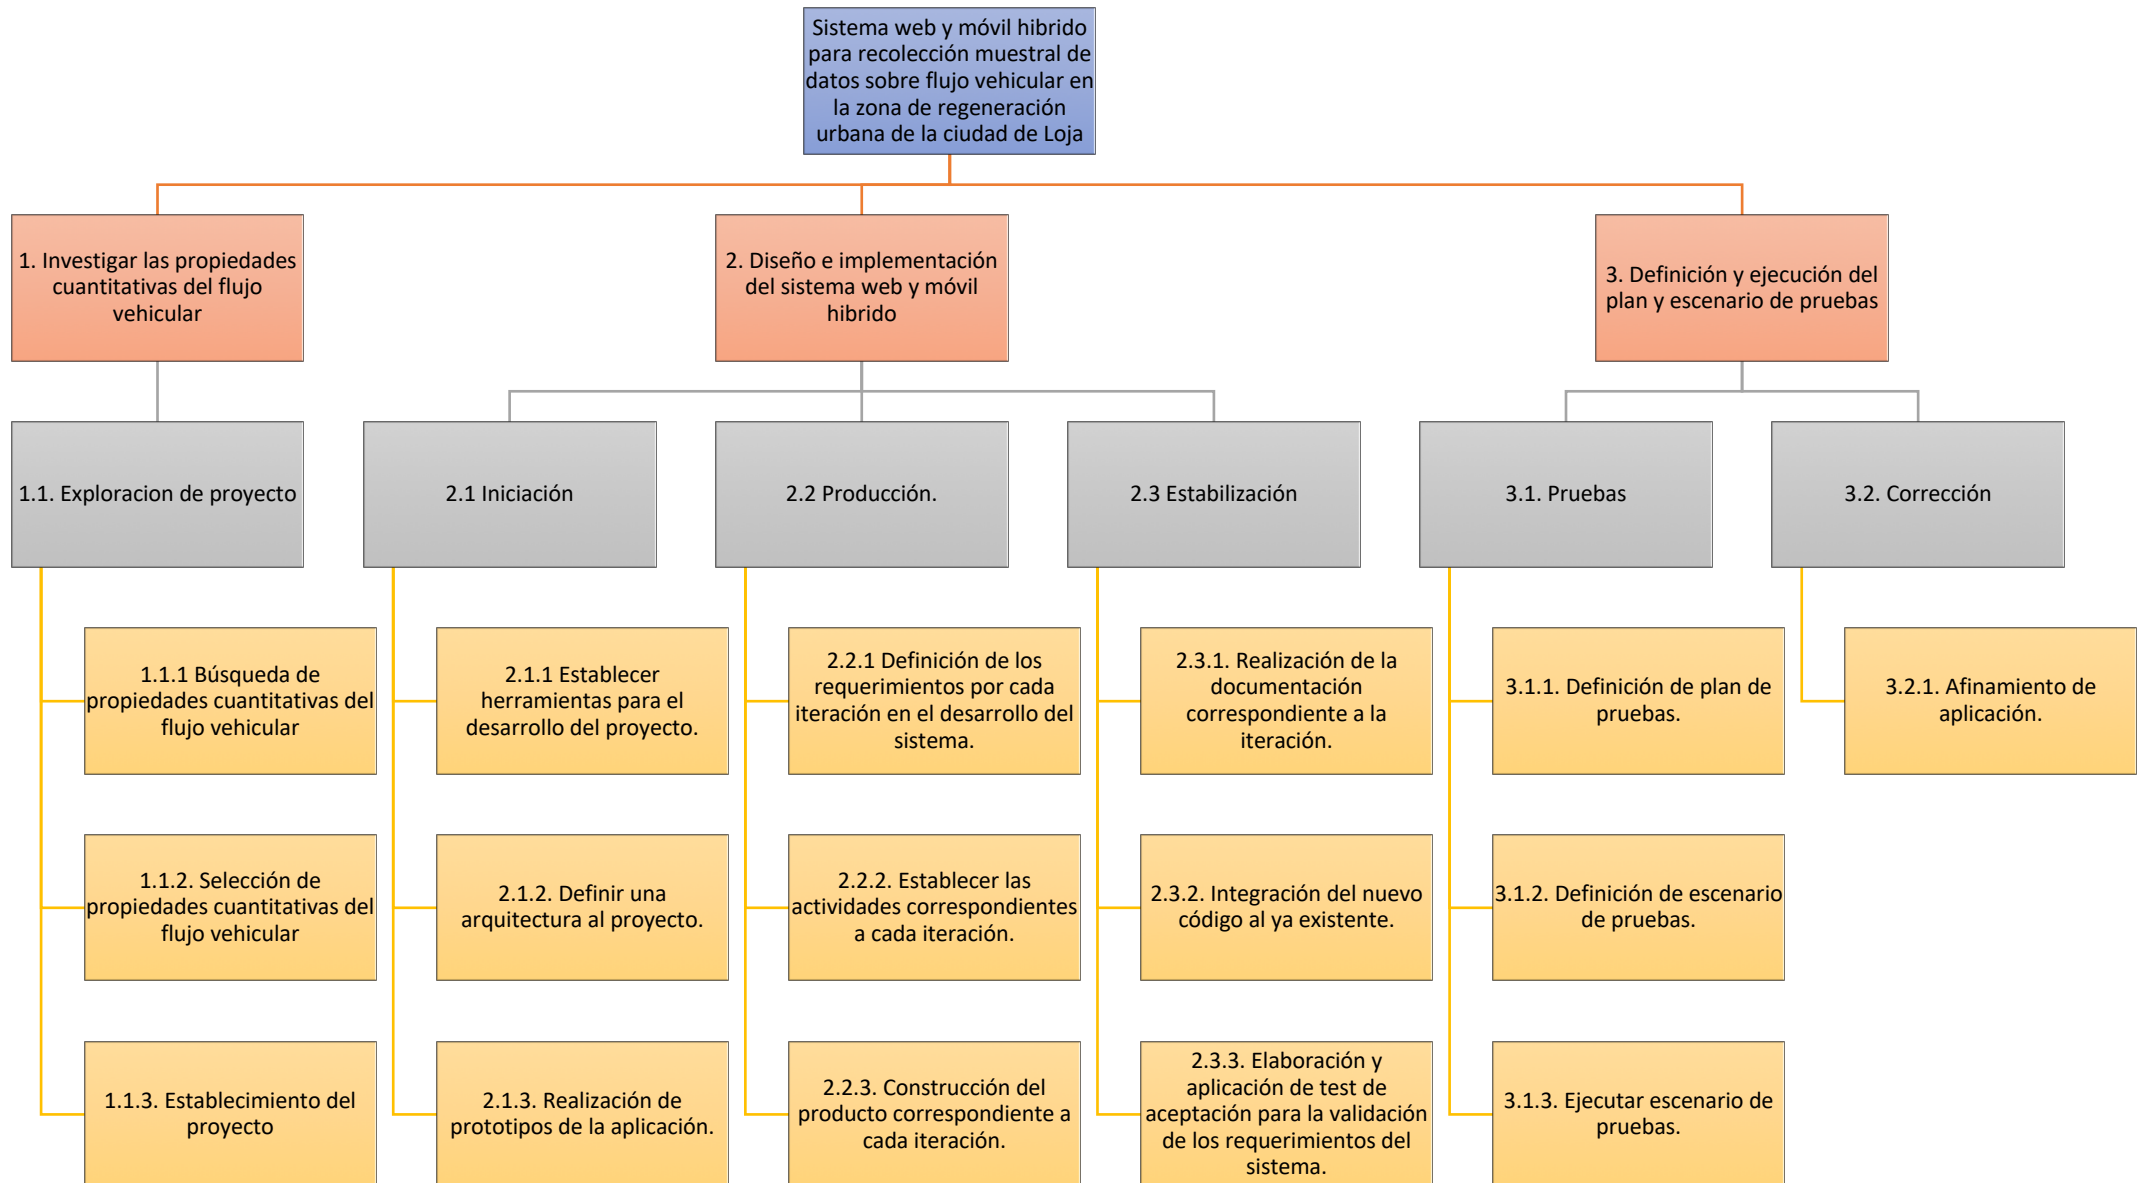 Sistema web y móvil hibrido
para recolección muestral de
datos sobre flujo vehicular en
la zona de regeneración
urbana de la ciudad de Loja
1. Investigar las propiedades
cuantitativas del flujo
vehicular
2. Diseño e implementación
del sistema web y móvil
hibrido
3. Definición y ejecución del
plan y escenario de pruebas
1.1. Exploracion de proyecto
2.1 Iniciación
2.2 Producción.
2.3 Estabilización
3.1. Pruebas
3.2. Corrección
1.1.1 Búsqueda de
propiedades cuantitativas del
flujo vehicular
2.1.1 Establecer
herramientas para el
desarrollo del proyecto.
2.2.1 Definición de los
requerimientos por cada
iteración en el desarrollo del
sistema.
2.3.1. Realización de la
documentación
correspondiente a la
iteración.
3.1.1. Definición de plan de
pruebas.
3.2.1. Afinamiento de
aplicación.
1.1.2. Selección de
propiedades cuantitativas del
flujo vehicular
2.1.2. Definir una
arquitectura al proyecto.
2.2.2. Establecer las
actividades correspondientes
a cada iteración.
2.3.2. Integración del nuevo
código al ya existente.
3.1.2. Definición de escenario
de pruebas.
1.1.3. Establecimiento del
proyecto
2.1.3. Realización de
prototipos de la aplicación.
2.2.3. Construcción del
producto correspondiente a
cada iteración.
2.3.3. Elaboración y
aplicación de test de
aceptación para la validación
de los requerimientos del
sistema.
3.1.3. Ejecutar escenario de
pruebas.